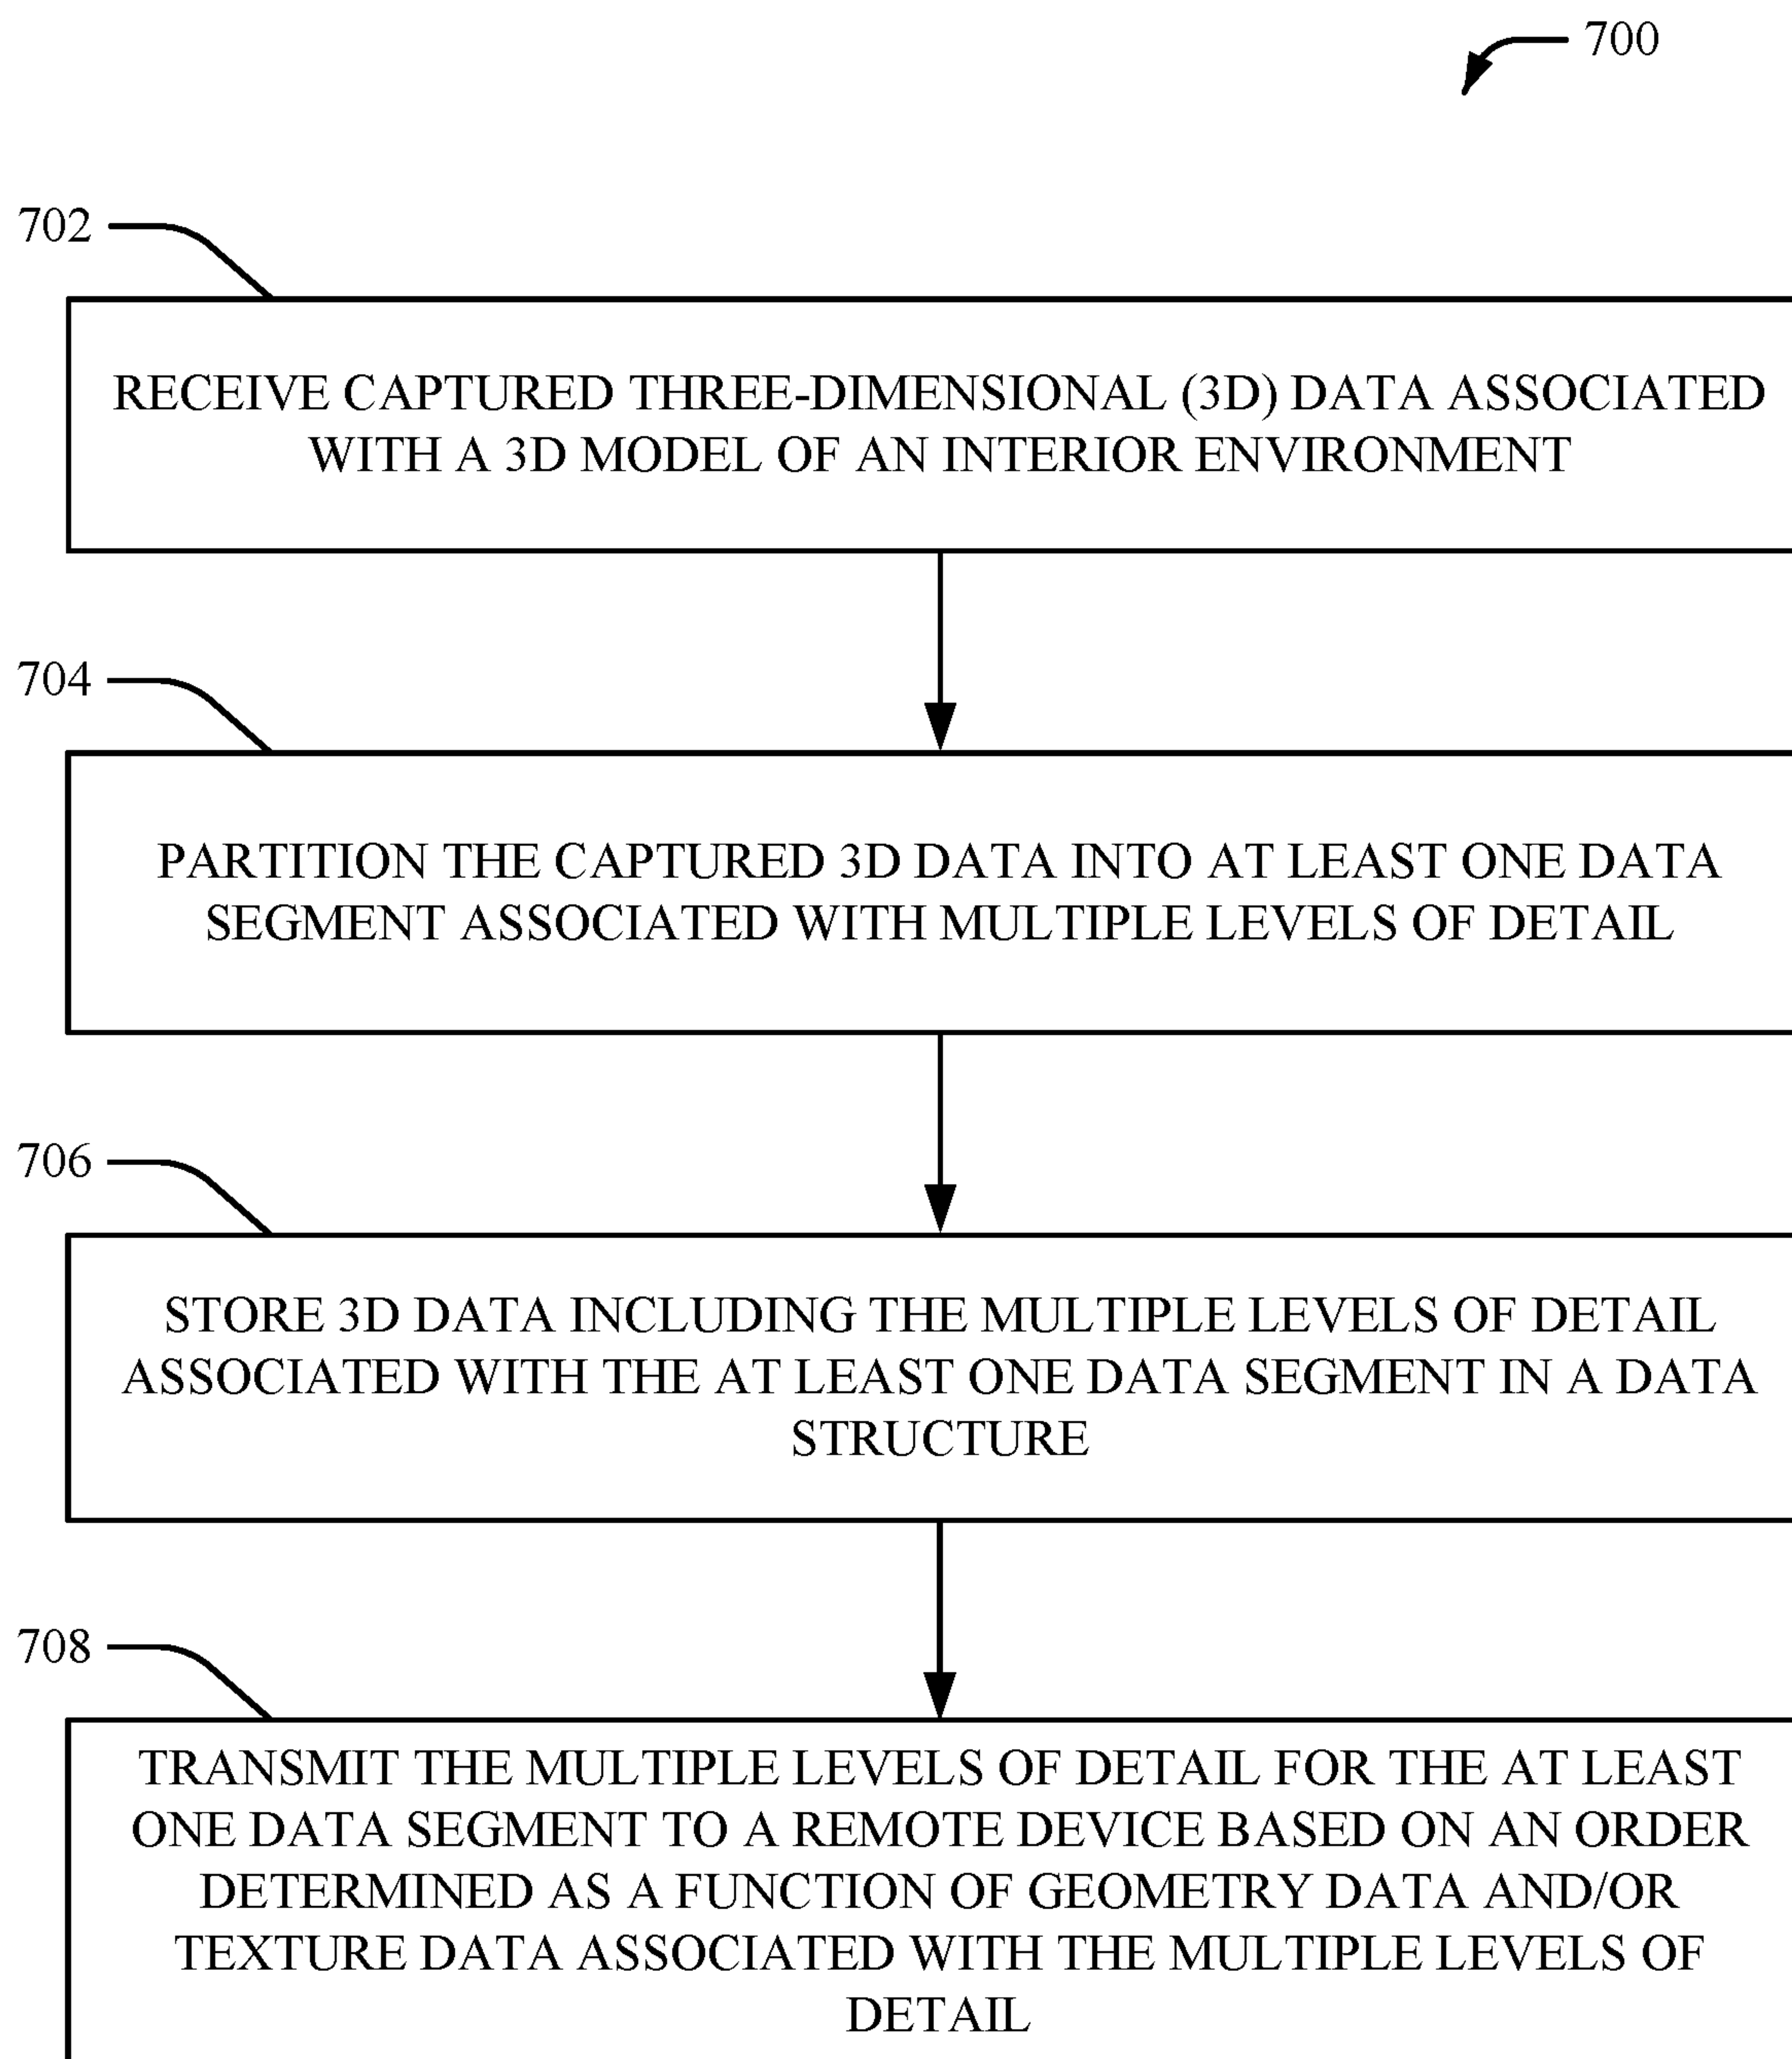 700
702
RECEIVE CAPTURED THREE-DIMENSIONAL (3D) DATA ASSOCIATED
WITH A 3D MODEL OF AN INTERIOR ENVIRONMENT
704
PARTITION THE CAPTURED 3D DATA INTO AT LEAST ONE DATA
SEGMENT ASSOCIATED WITH MULTIPLE LEVELS OF DETAIL
706
STORE 3D DATA INCLUDING THE MULTIPLE LEVELS OF DETAIL
ASSOCIATED WITH THE AT LEAST ONE DATA SEGMENT IN A DATA
STRUCTURE
708
TRANSMIT THE MULTIPLE LEVELS OF DETAIL FOR THE AT LEAST
ONE DATA SEGMENT TO A REMOTE DEVICE BASED ON AN ORDER
DETERMINED AS A FUNCTION OF GEOMETRY DATA AND/OR
TEXTURE DATA ASSOCIATED WITH THE MULTIPLE LEVELS OF
DETAIL